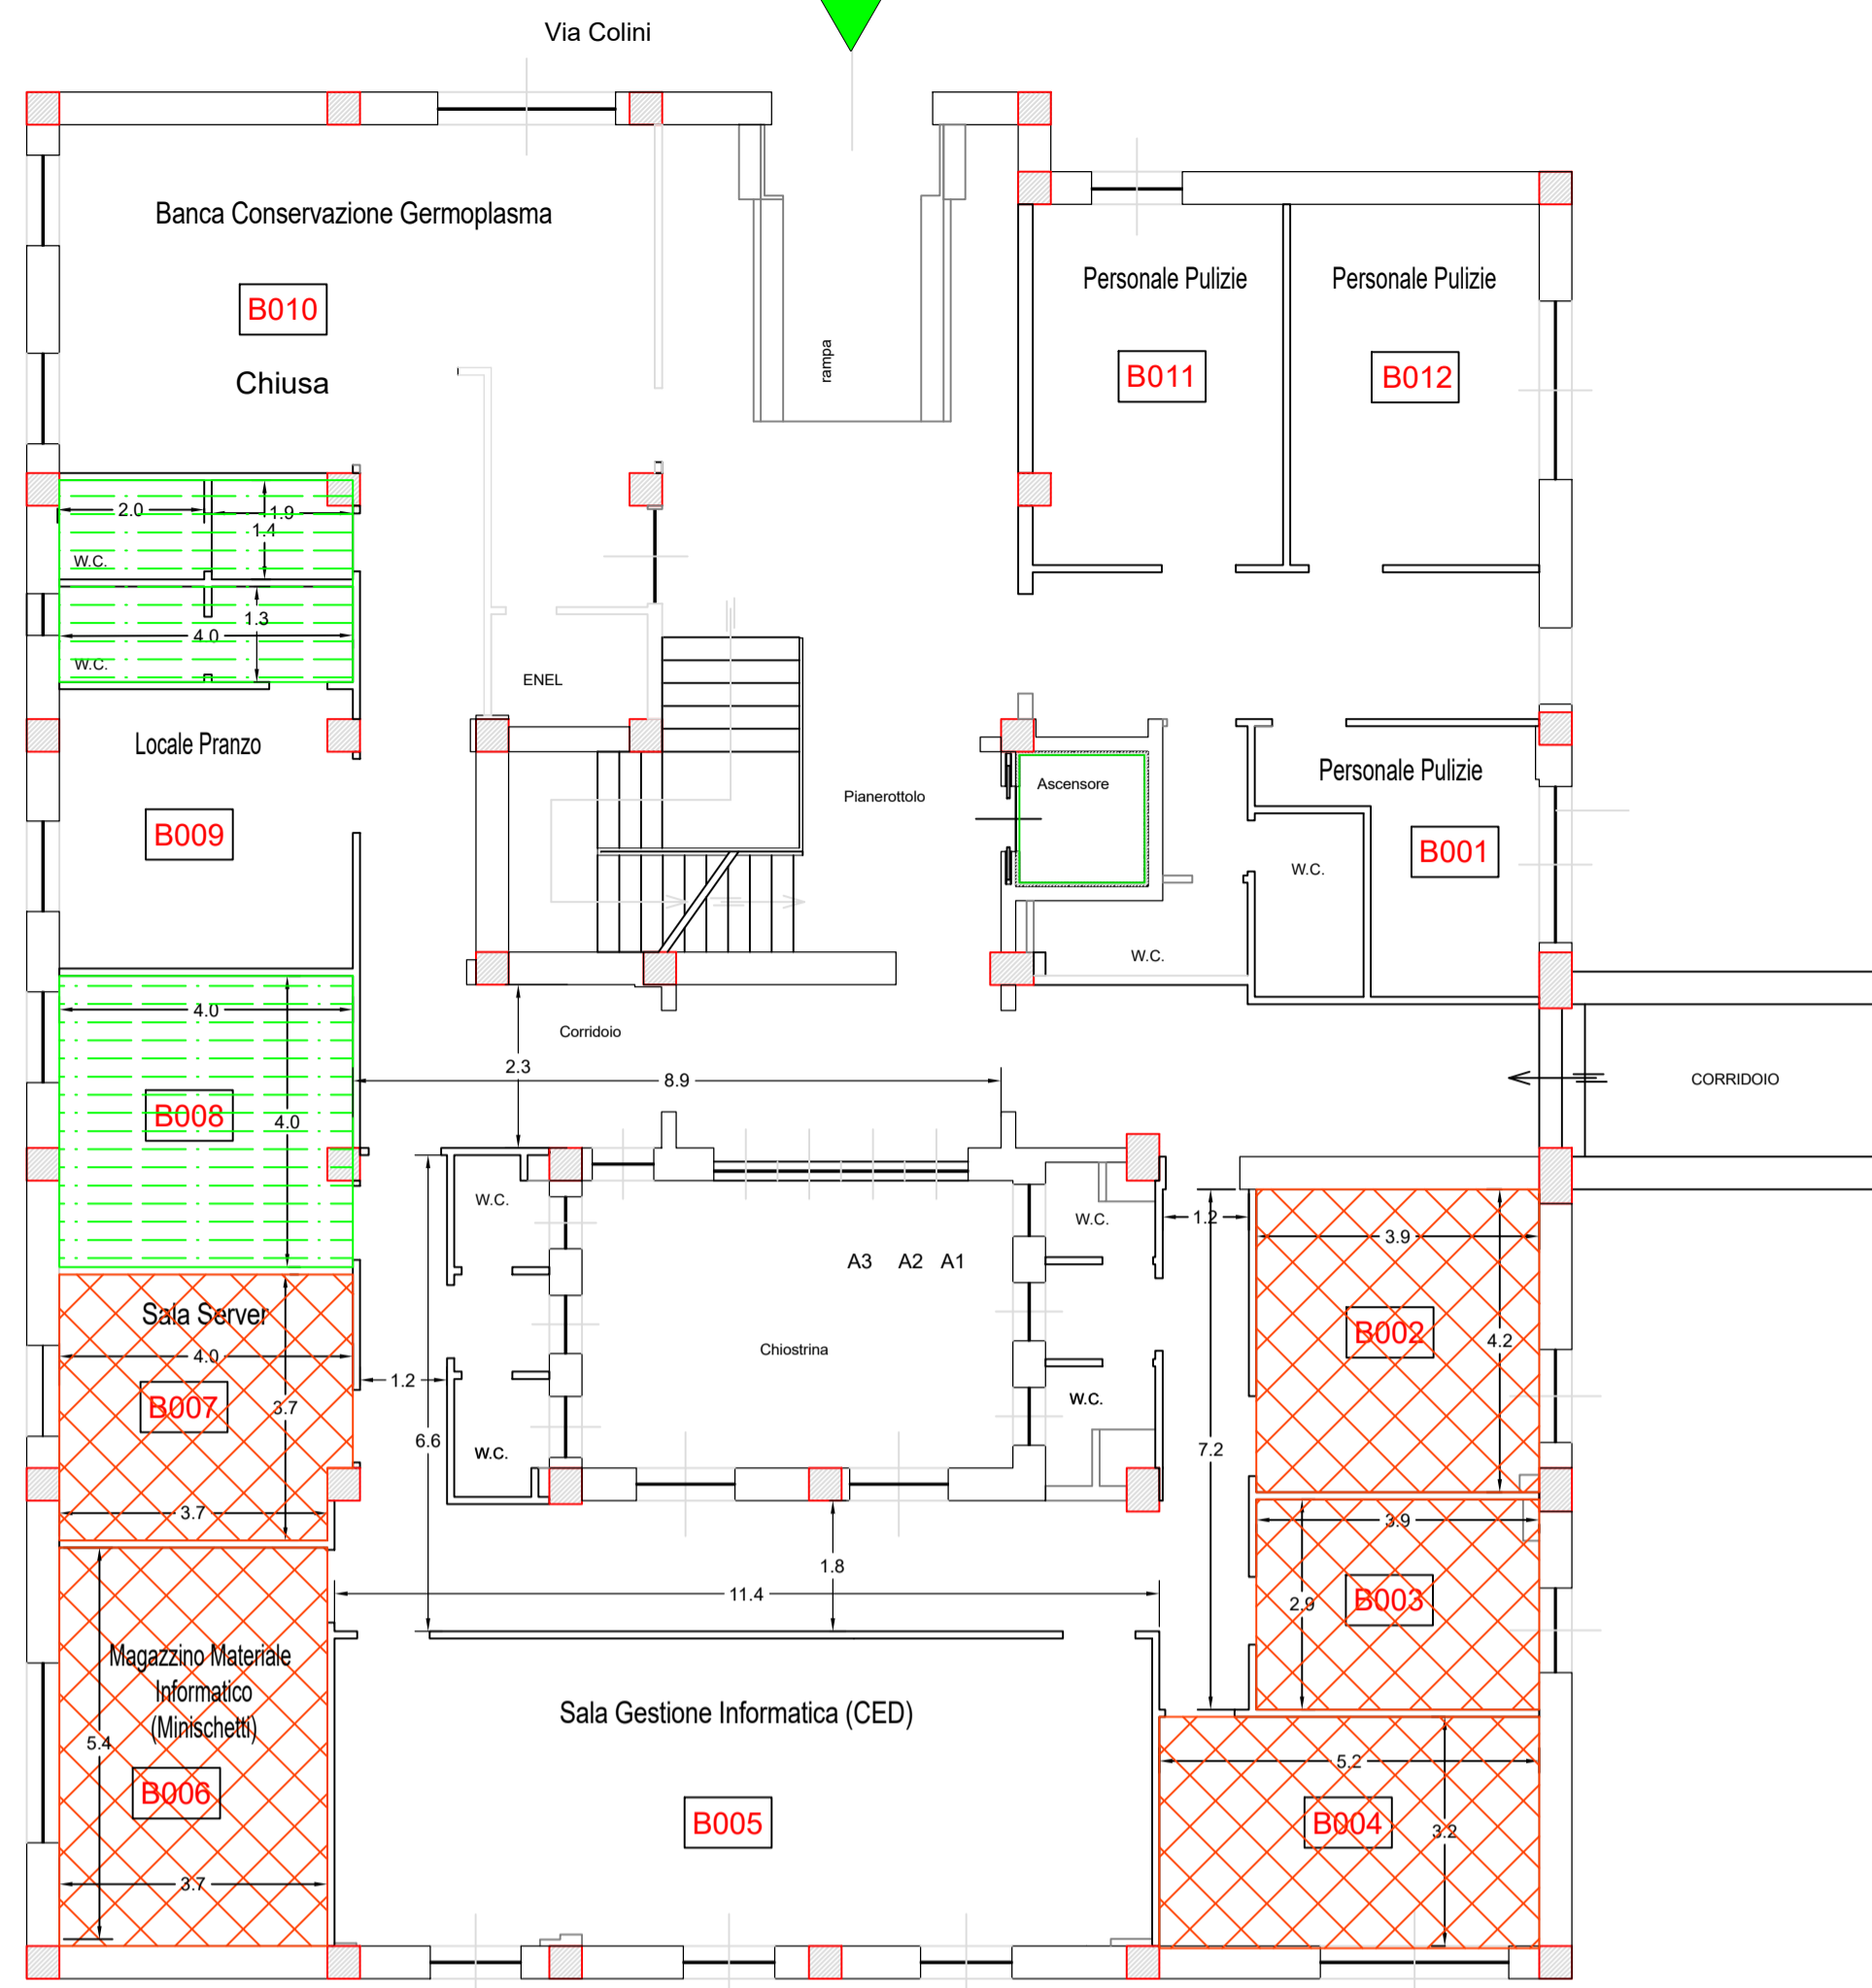 Via Colini
Banca Conservazione Germoplasma
B010
Chiusa
rampa
Personale Pulizie
B011
Personale Pulizie
B012
2.0
1.9
1.4
W.C.
1.3
4.0
W.C.
ENEL
Locale Pranzo
B009
Pianerottolo
Ascensore
Personale Pulizie
B001
W.C.
W.C.
4.0
Corridoio
2.3
8.9
CORRIDOIO
B008
4.0
W.C.
W.C.
1.2
3.9
A3 A2 A1
Sala Server
4.0
B007
3.7
1.2
Chiostrina
B002
4.2
W.C.
6.6
W.C.
7.2
3.7
3.9
1.8
11.4
B003
2.9
Magazzino Materiale
Informatico
(Minischetti)
5.4
B006
3.7
Sala Gestione Informatica (CED)
B005
5.2
B004
3.2